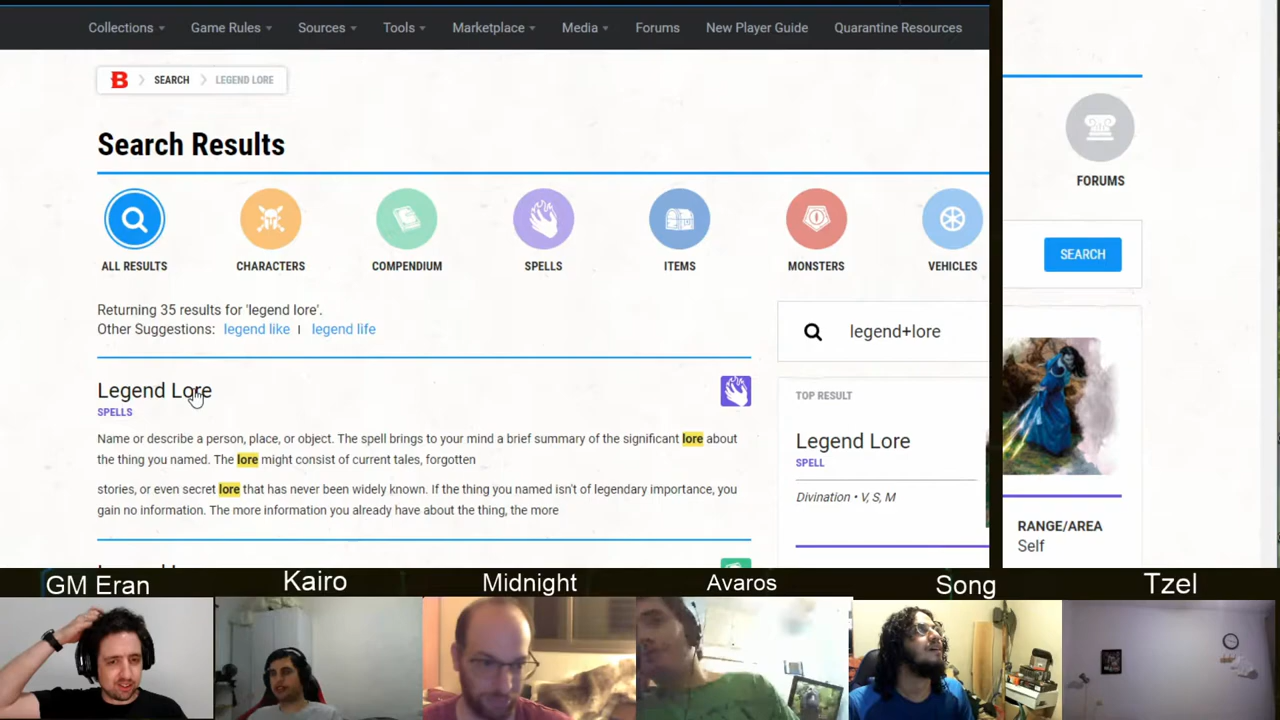 Collections Game Rules Sources Tools Marketplace Media Forums New Player Guide Quarantine Resources
B SEARCH LEGEND LORE
Search Results
ALL RESULTS CHARACTERS COMPENDIUM SPELLS ITEMS MONSTERS VEHICLES
FORUMS
Returning 35 results for 'legend lore'.
Other Suggestions: legend like | legend life
legend+lore
SEARCH
Legend Lore
SPELLS
Name or describe a person, place, or object. The spell brings to your mind a brief summary of the significant lore about
the thing you named. The lore might consist of current tales, forgotten
stories, or even secret lore that has never been widely known. If the thing you named isn't of legendary importance, you
gain no information. The more information you already have about the thing, the more
TOP RESULT
Legend Lore
SPELL
Divination • V, S, M
RANGE/AREA
Self
GM Eran Kairo Midnight Avaros Song Tzel